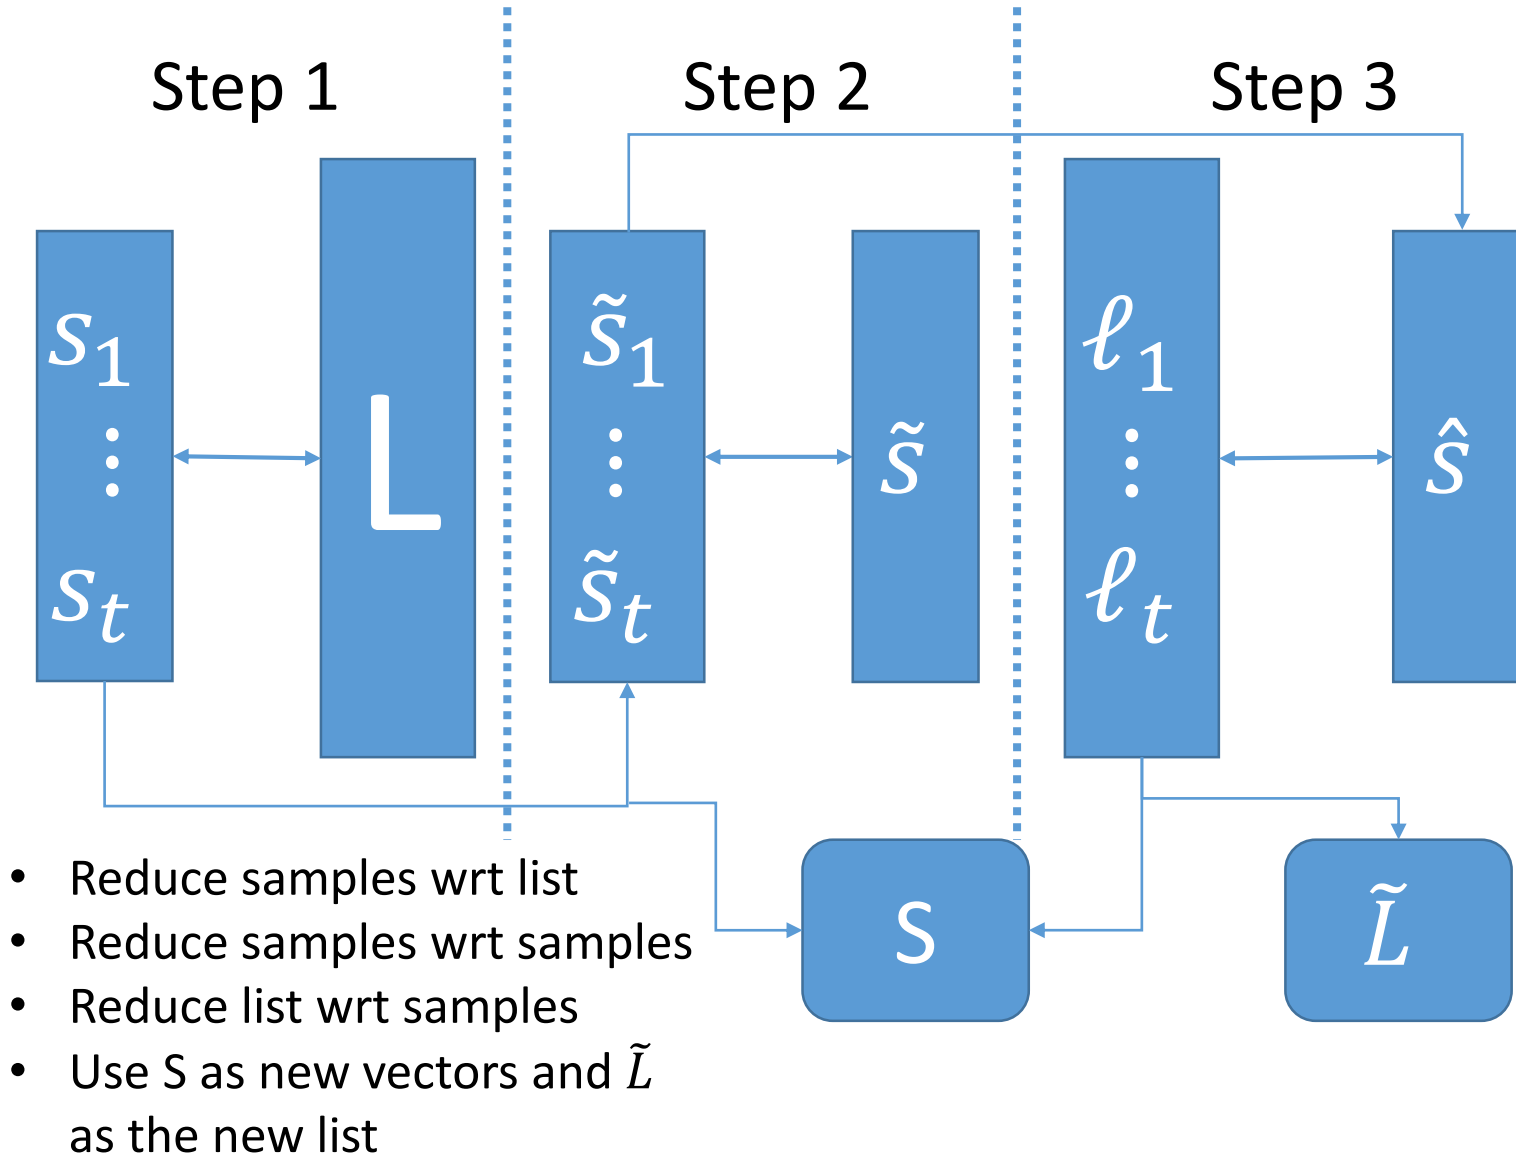 Step 1
Step 2
Step 3
s₁
⋮
sₜ
L
s̃₁
⋮
s̃ₜ
s̃
ℓ₁
⋮
ℓₜ
ŝ
S
L̃
• Reduce samples wrt list
• Reduce samples wrt samples
• Reduce list wrt samples
• Use S as new vectors and L̃
as the new list